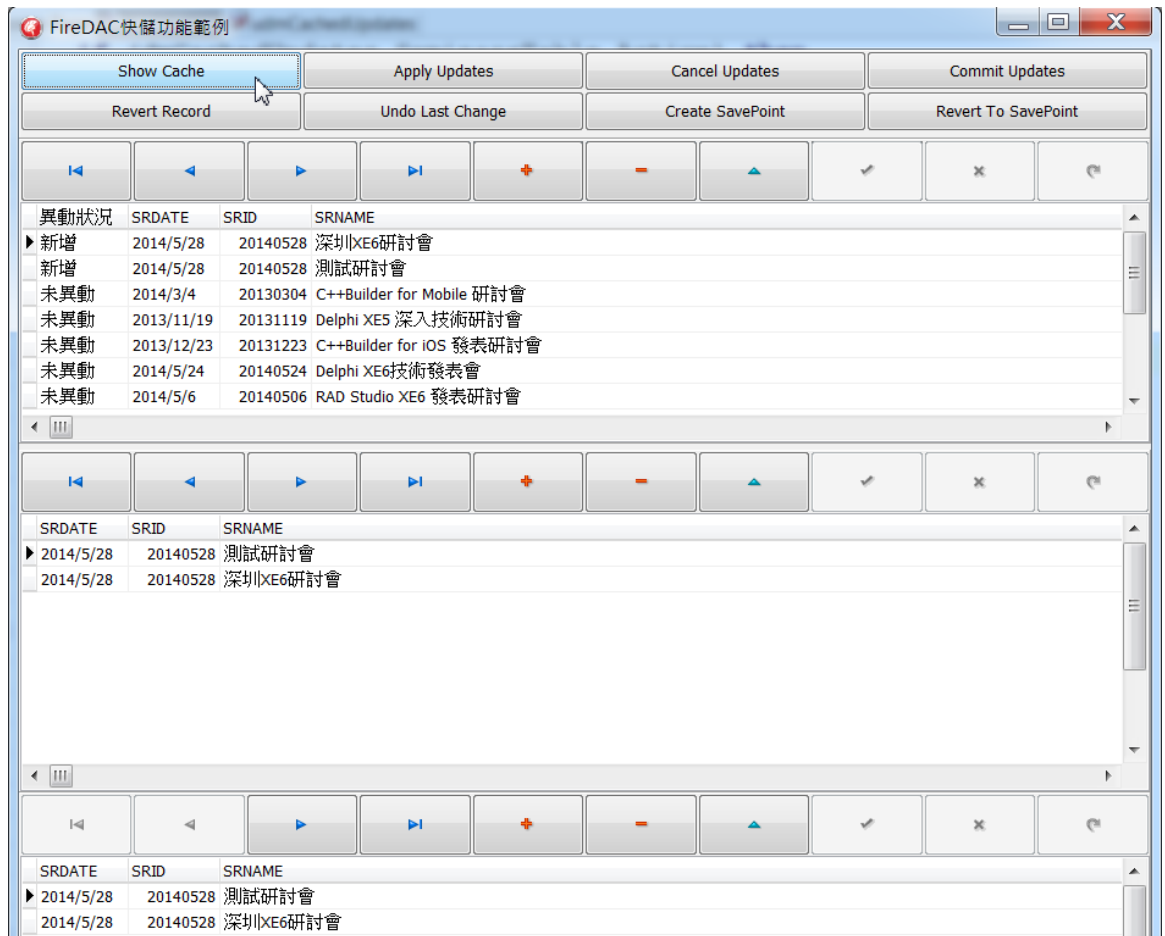 FireDAC快儲功能範例
Show Cache Apply Updates Cancel Updates Commit Updates
Revert Record Undo Last Change Create SavePoint Revert To SavePoint
異動狀況 SRDATE SRID SRNAME
新增 2014/5/28 20140528 深圳XE6研討會
新增 2014/5/28 20140528 測試研討會
未異動 2014/3/4 20130304 C++Builder for Mobile 研討會
未異動 2013/11/19 20131119 Delphi XE5 深入技術研討會
未異動 2013/12/23 20131223 C++Builder for iOS 發表研討會
未異動 2014/5/24 20140524 Delphi XE6技術發表會
未異動 2014/5/6 20140506 RAD Studio XE6 發表研討會
SRDATE SRID SRNAME
2014/5/28 20140528 測試研討會
2014/5/28 20140528 深圳XE6研討會
SRDATE SRID SRNAME
2014/5/28 20140528 測試研討會
2014/5/28 20140528 深圳XE6研討會